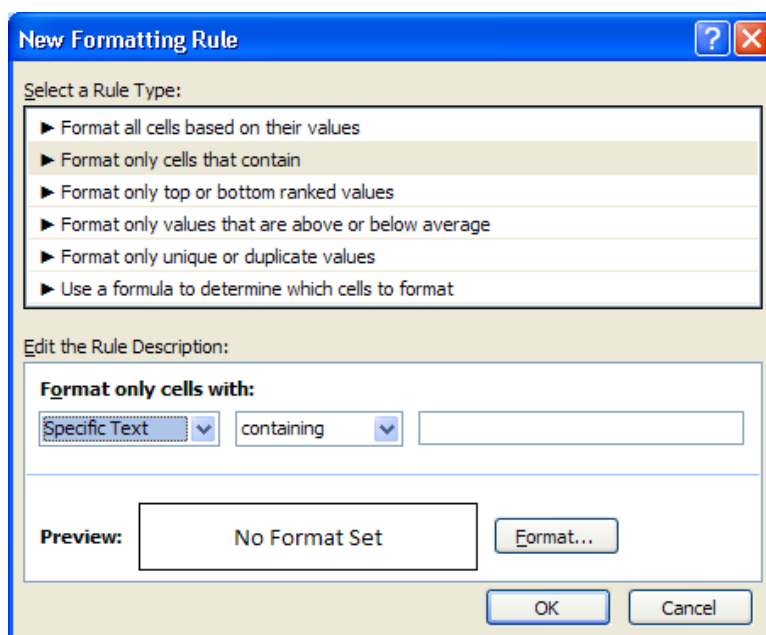 New Formatting Rule
Select a Rule Type:
► Format all cells based on their values
► Format only cells that contain
► Format only top or bottom ranked values
► Format only values that are above or below average
► Format only unique or duplicate values
► Use a formula to determine which cells to format
Edit the Rule Description:
Format only cells with:
Specific Text containing
Preview: No Format Set Format...
OK Cancel